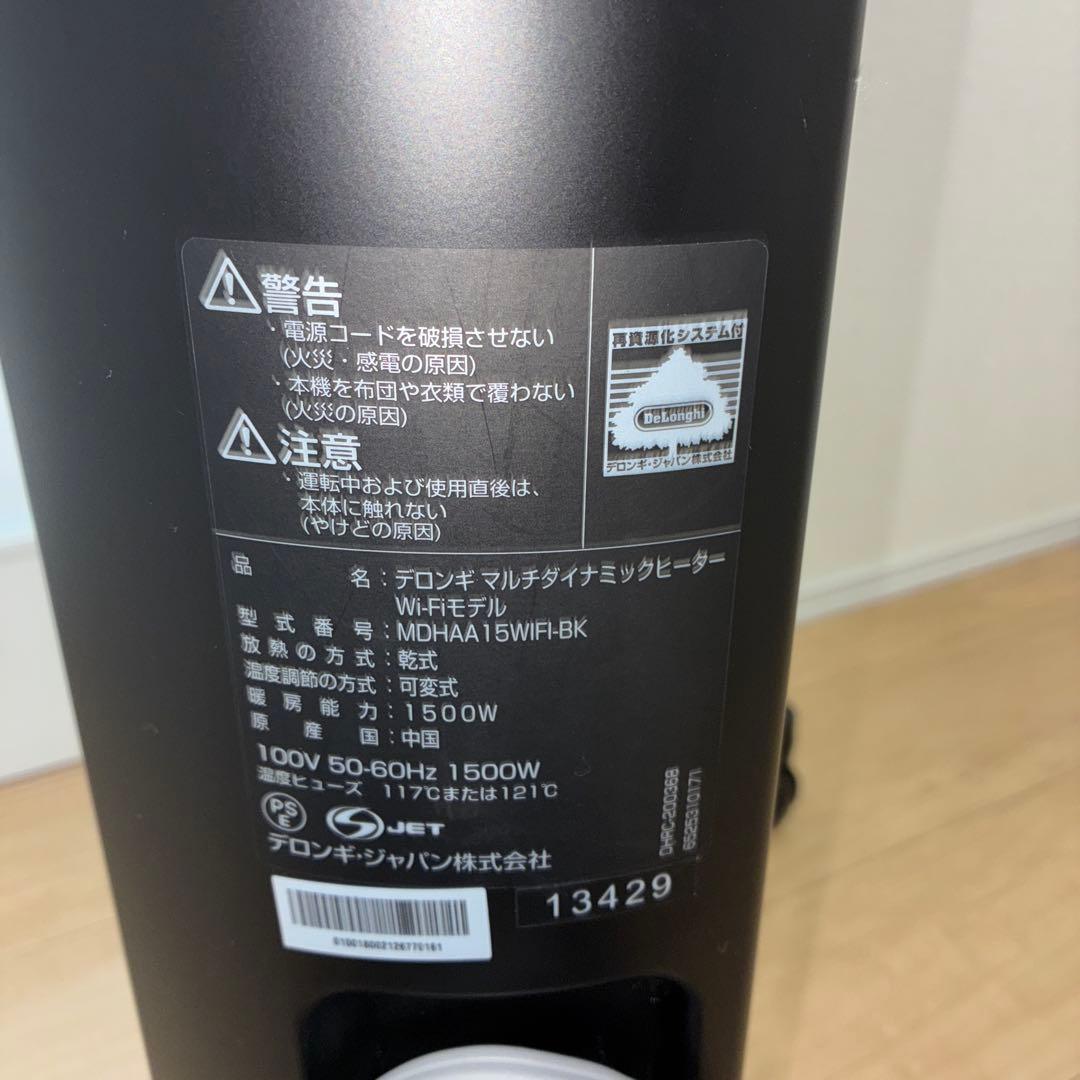 警告
・電源コードを破損させない
(火災・感電の原因)
・本機を布団や衣類で覆わない
(火災の原因)
注意
・運転中および使用直後は、
本体に触れない
(やけどの原因)
再資源化システム付
DeLonghi
デロンギ・ジャパン株式会社
品名：デロンギ マルチダイナミックヒーター
Wi-Fiモデル
型式番号：MDHAA15WIFI-BK
放熱の方式：乾式
温度調節の方式：可変式
暖房能力：1500W
原産国：中国
100V 50-60Hz 1500W
温度ヒューズ 117℃または121℃
PS
E
JET
デロンギ・ジャパン株式会社
DHRC-200368
6525310171
13429
01001600212677​0161